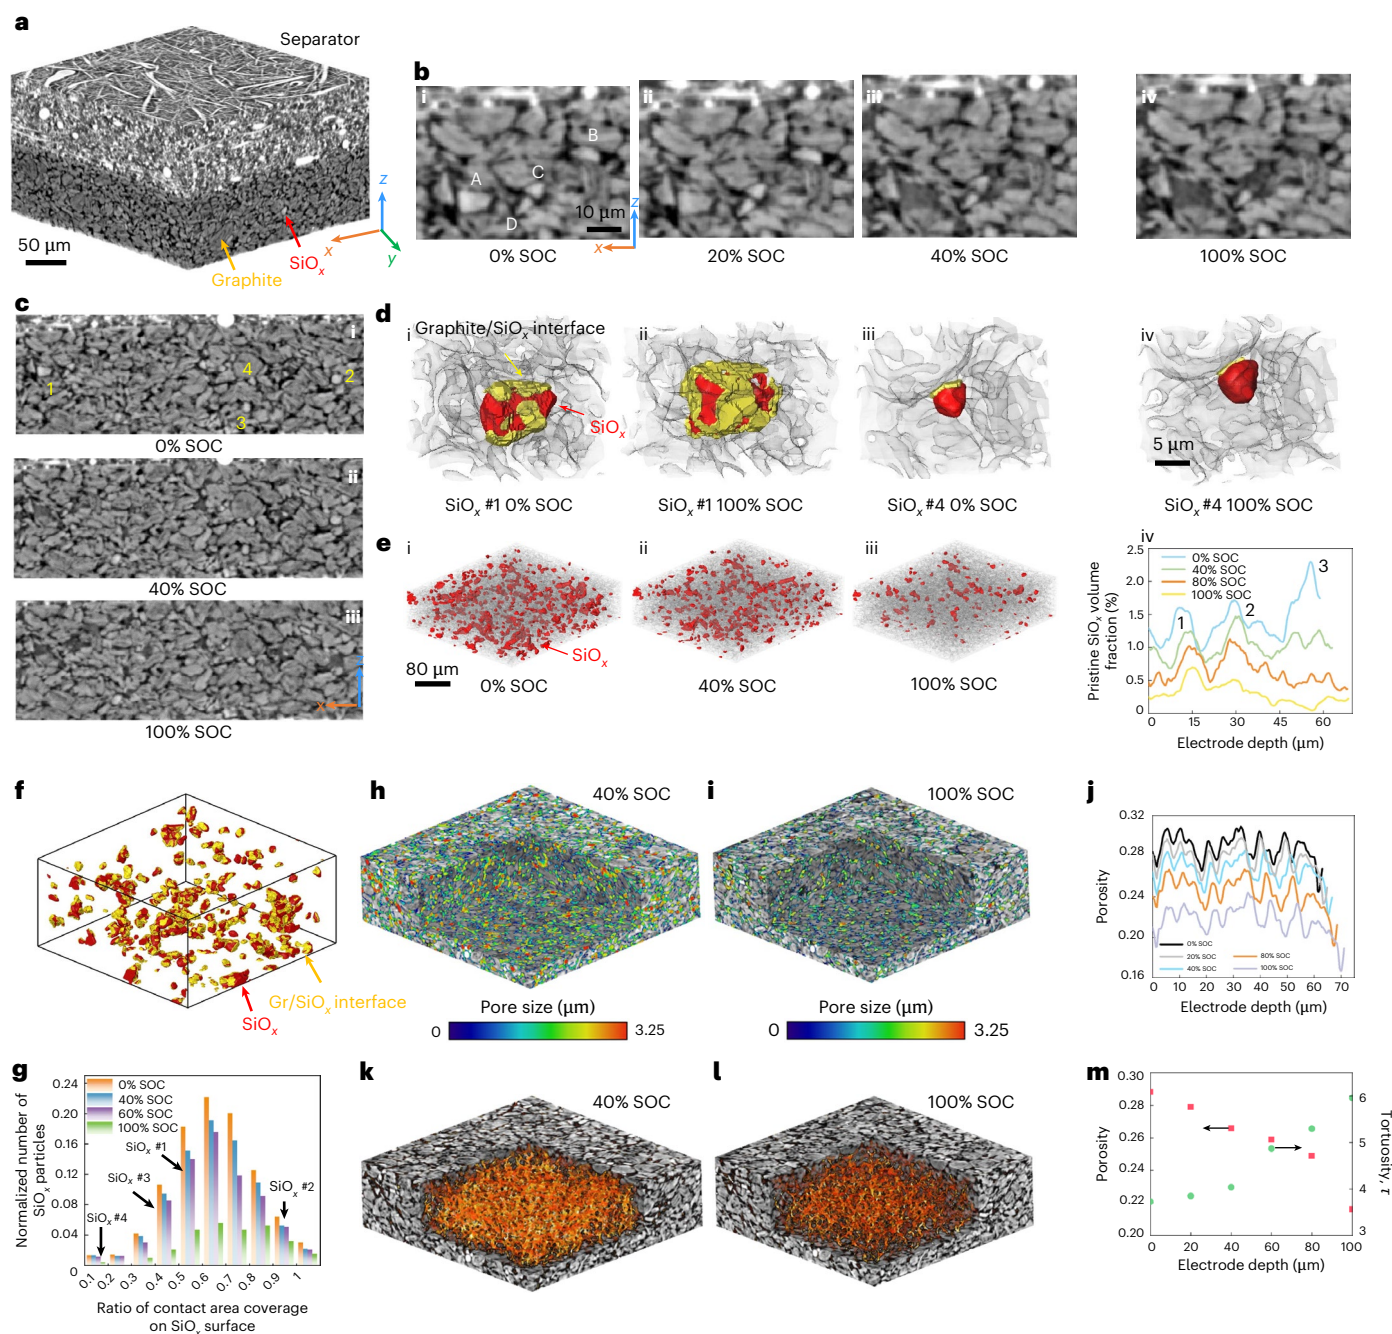 a
Separator
z
x
y
50 µm
SiOx
Graphite
b
i
ii
iii
iv
A
B
C
D
10 µm
z
x
0% SOC
20% SOC
40% SOC
100% SOC
c
i
1
2
3
4
0% SOC
ii
40% SOC
iii
x
100% SOC
d
i
Graphite/SiOx interface
ii
iii
iv
SiOx
5 µm
SiOx #1 0% SOC
SiOx #1 100% SOC
SiOx #4 0% SOC
SiOx #4 100% SOC
e
i
ii
iii
iv
SiOx
80 µm
0% SOC
40% SOC
100% SOC
2.5
2.0
1.5
1.0
0.5
0
0% SOC
40% SOC
80% SOC
100% SOC
1
2
3
Pristine SiOx volume
fraction (%)
0
15
30
45
60
Electrode depth (µm)
f
Gr/SiOx interface
SiOx
h
40% SOC
Pore size (µm)
0
3.25
i
100% SOC
Pore size (µm)
0
3.25
j
0.32
0.28
0.24
0.20
0.16
Porosity
0% SOC
20% SOC
40% SOC
80% SOC
100% SOC
0
10
20
30
40
50
60
70
Electrode depth (µm)
g
0.24
0.20
0.16
0.12
0.08
0.04
0
Normalized number of
SiOx particles
0% SOC
40% SOC
60% SOC
100% SOC
SiOx #1
SiOx #3
SiOx #4
SiOx #2
0.1
0.2
0.3
0.4
0.5
0.6
0.7
0.8
0.9
1
Ratio of contact area coverage
on SiOx surface
k
40% SOC
l
100% SOC
m
0.30
0.28
0.26
0.24
0.22
0.20
Porosity
6
5
4
3
Tortuosity, τ
0
20
40
60
80
100
Electrode depth (µm)